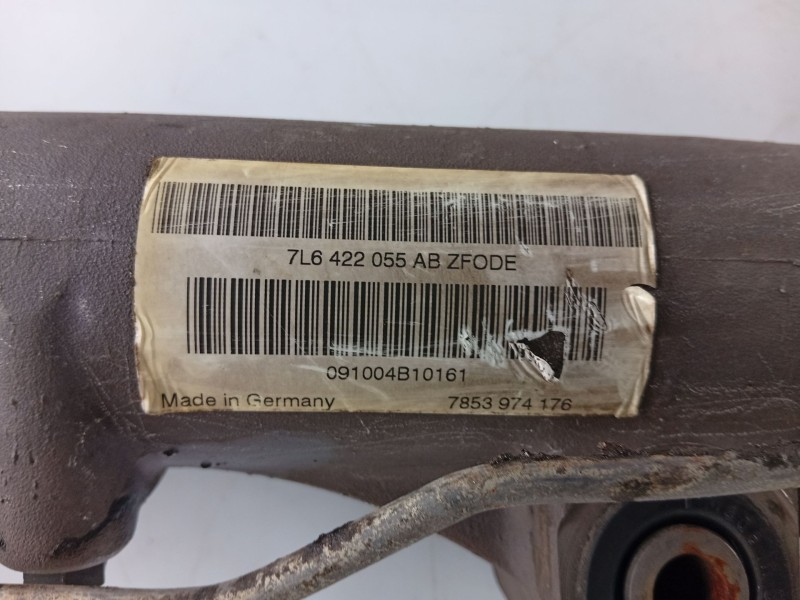 7L6 422 055 AB ZFODE
091004B10161
Made in Germany 7853 974 176